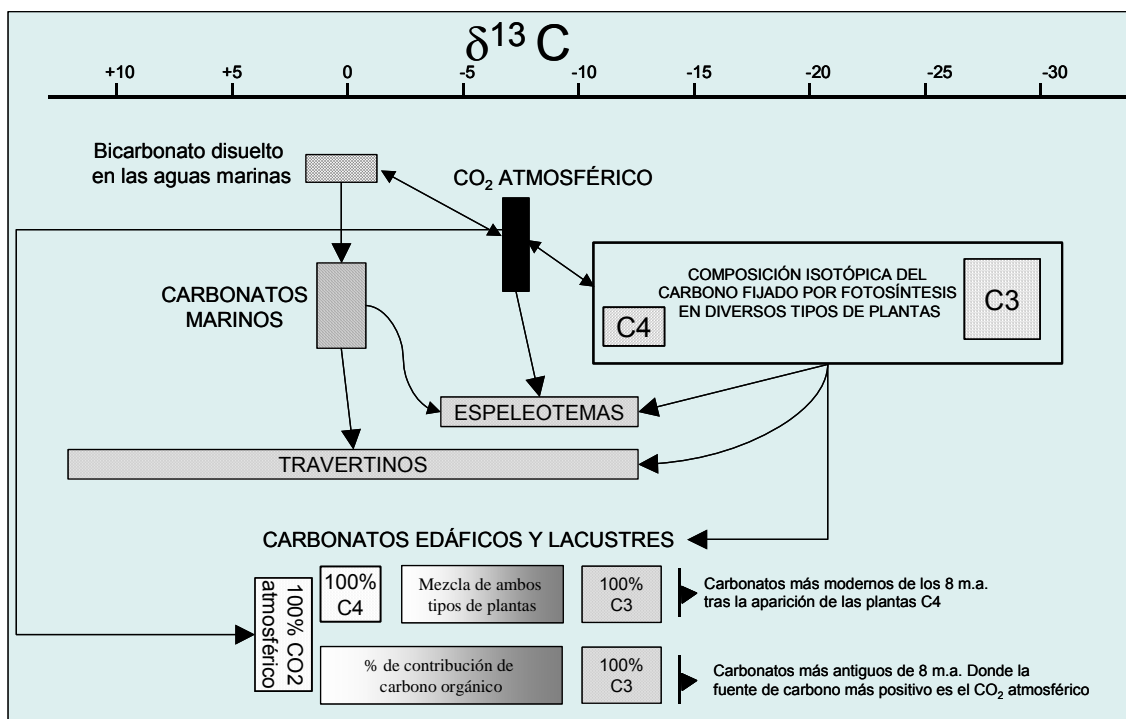 δ13 C
+10 +5 0 -5 -10 -15 -20 -25 -30
Bicarbonato disuelto
en las aguas marinas
CO2 ATMOSFÉRICO
CARBONATOS
MARINOS
COMPOSICIÓN ISOTÓPICA DEL
CARBONO FIJADO POR FOTOSÍNTESIS
EN DIVERSOS TIPOS DE PLANTAS
C4
C3
ESPELEOTEMAS
TRAVERTINOS
CARBONATOS EDÁFICOS Y LACUSTRES
100% CO2
atmosférico
100%
C4
Mezcla de ambos
tipos de plantas
100%
C3
Carbonatos más modernos de los 8 m.a.
tras la aparición de las plantas C4
% de contribución de
carbono orgánico
100%
C3
Carbonatos más antiguos de 8 m.a. Donde la
fuente de carbono más positivo es el CO2 atmosférico